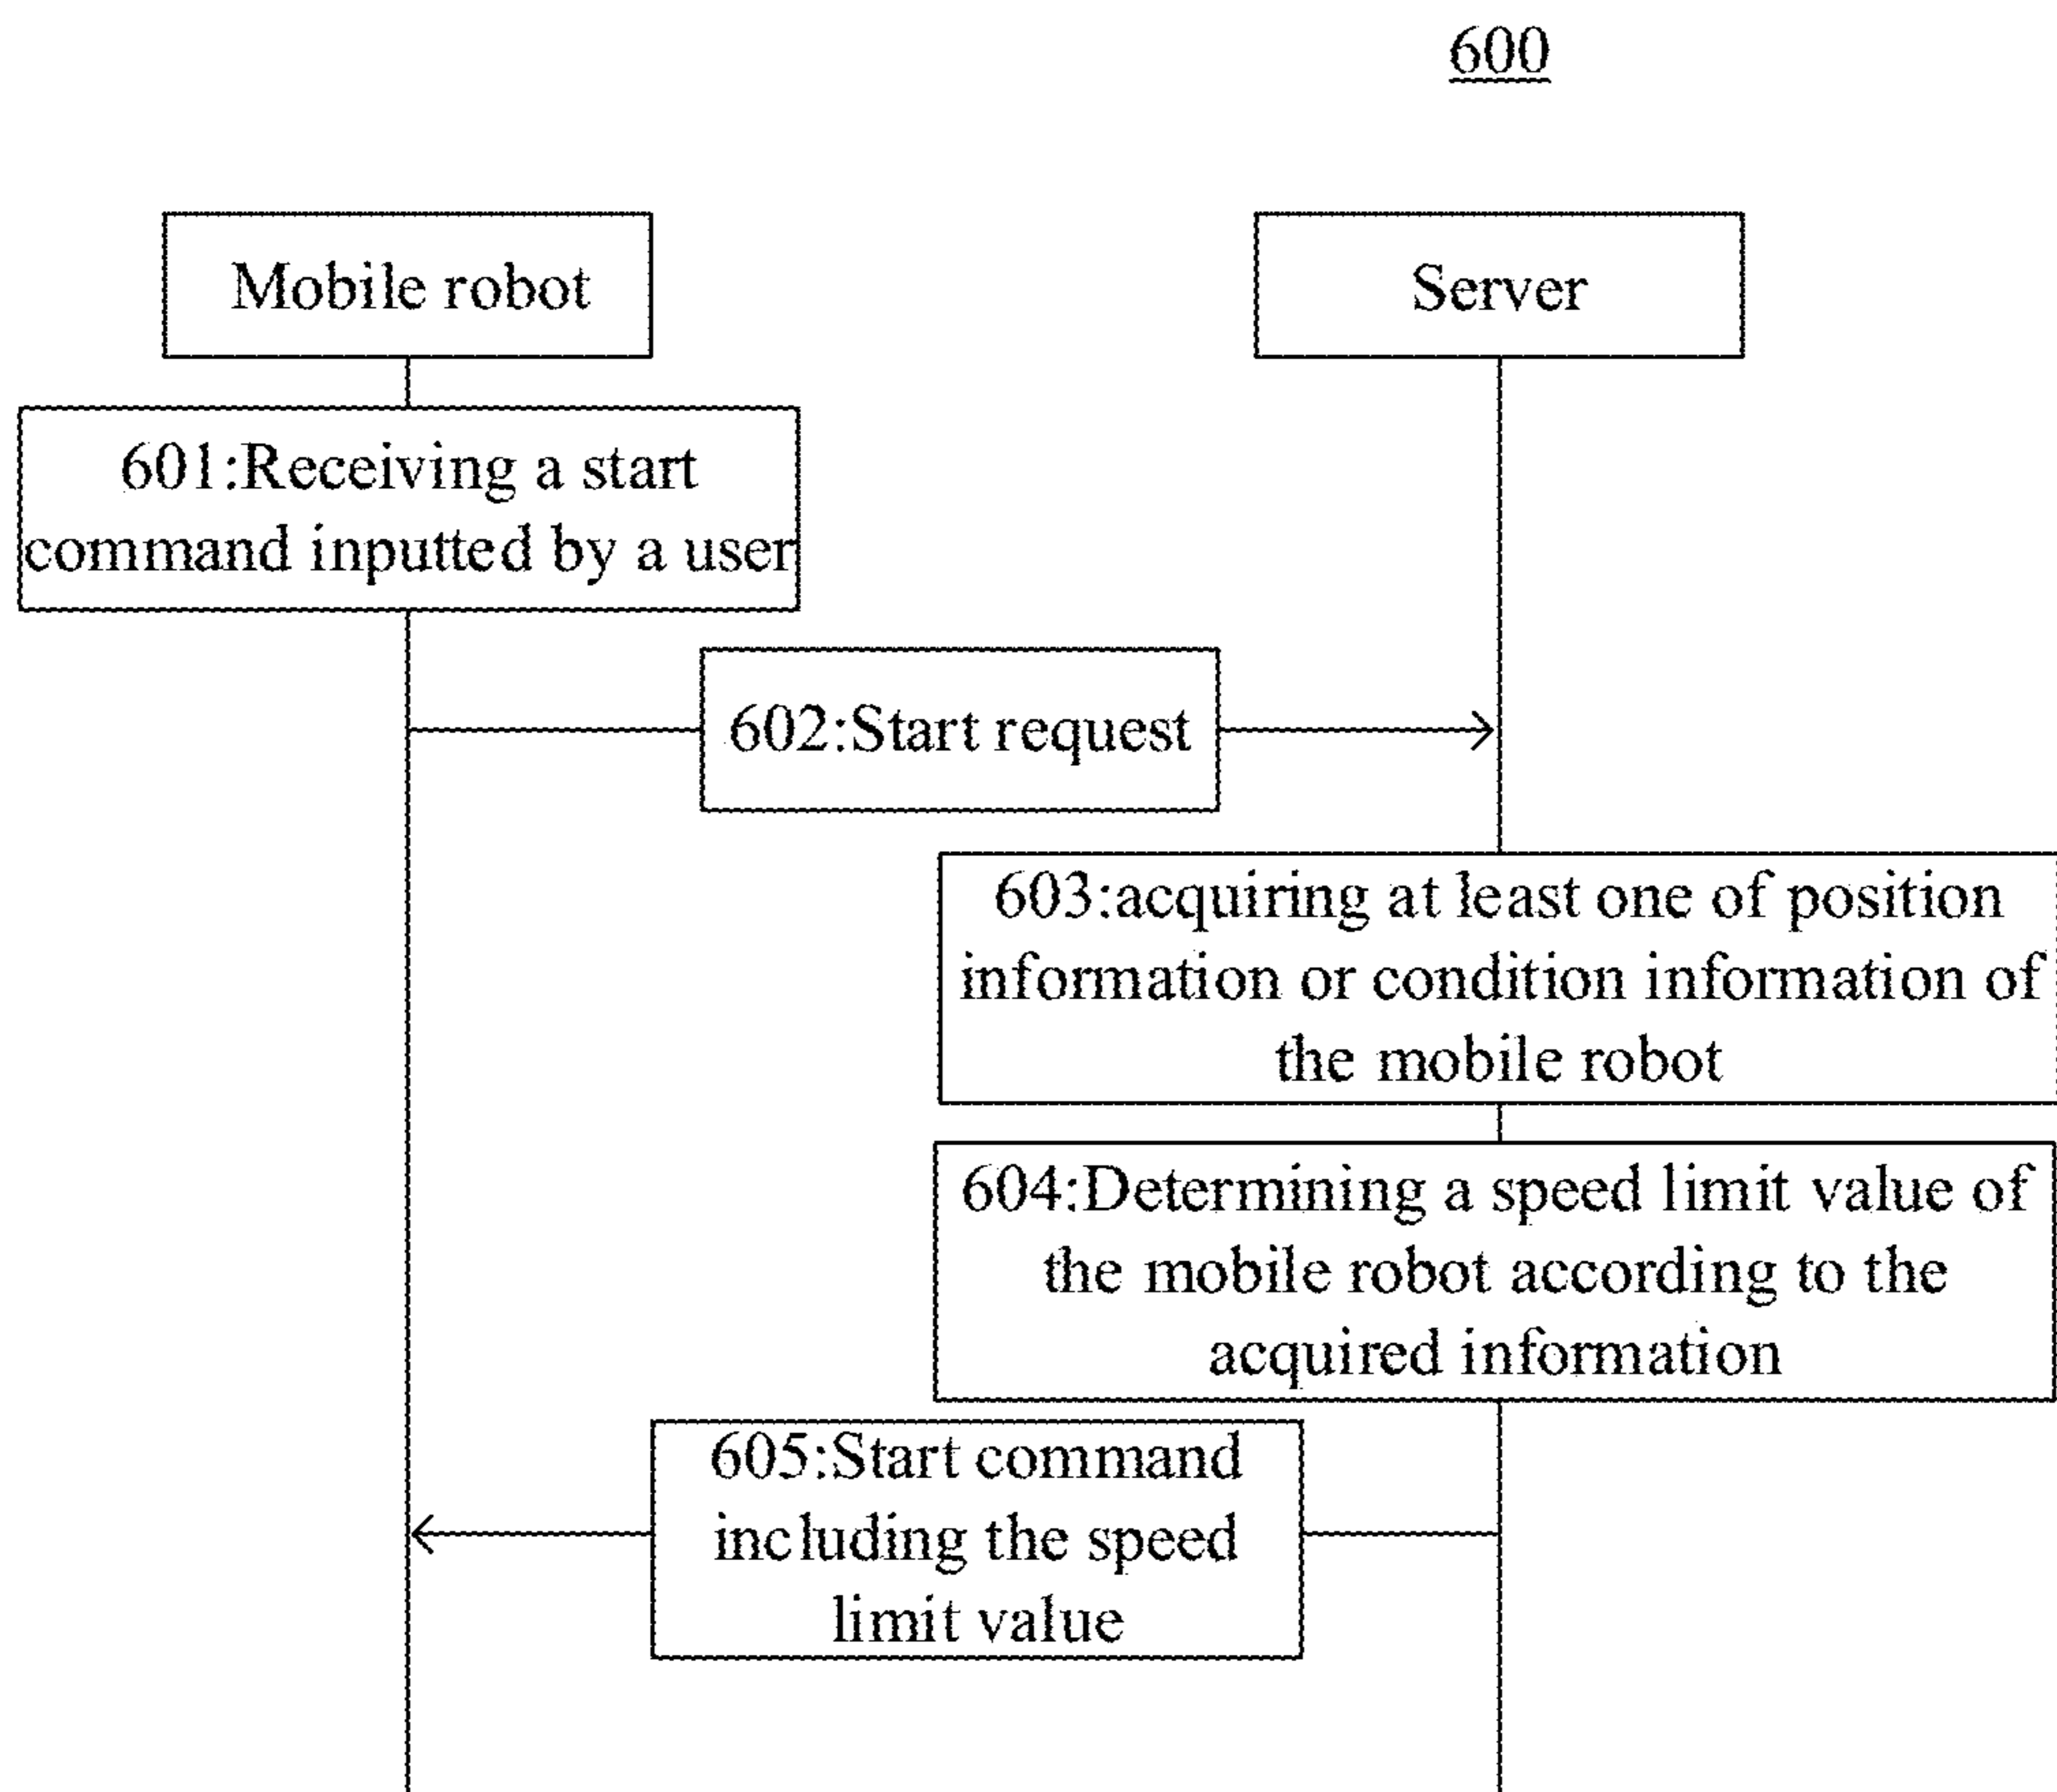 600
Mobile robot
Server
601:Receiving a start
command inputted by a user
602:Start request
603:acquiring at least one of position
information or condition information of
the mobile robot
604:Determining a speed limit value of
the mobile robot according to the
acquired information
605:Start command
including the speed
limit value